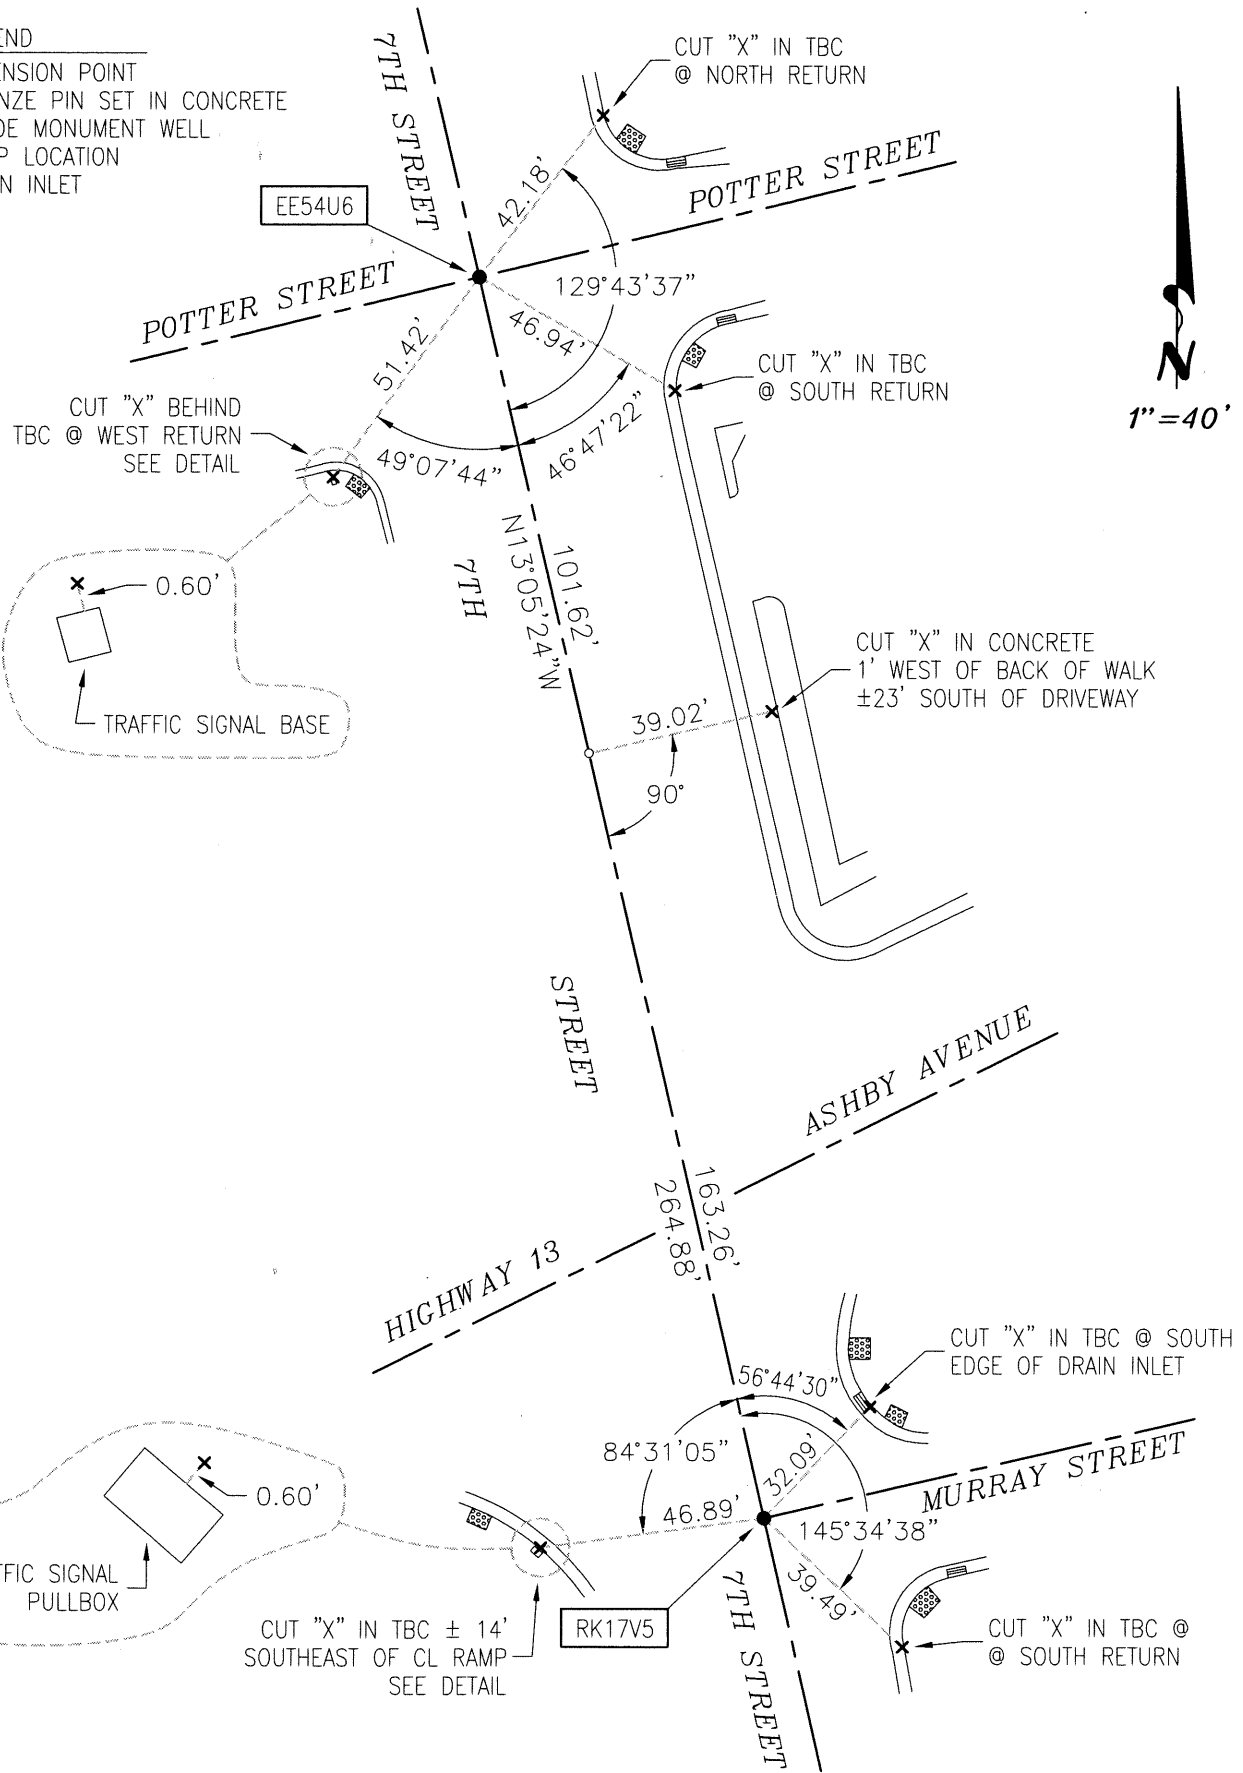 END
ENSION POINT
NZE PIN SET IN CONCRETE
DE MONUMENT WELL
P LOCATION
N INLET
7TH STREET
CUT "X" IN TBC
@ NORTH RETURN
EE54U6
42.18'
POTTER STREET
POTTER STREET
129°43'37"
46.94'
51.42'
N
1"=40'
CUT "X" IN TBC
@ SOUTH RETURN
CUT "X" BEHIND
TBC @ WEST RETURN
SEE DETAIL
49°07'44"
46°47'22"
0.60'
TRAFFIC SIGNAL BASE
7TH
101.62'
N13°05'24"W
CUT "X" IN CONCRETE
1' WEST OF BACK OF WALK
±23' SOUTH OF DRIVEWAY
39.02'
90°
STREET
ASHBY AVENUE
163.26'
264.88'
HIGHWAY 13
CUT "X" IN TBC @ SOUTH
EDGE OF DRAIN INLET
56°44'30"
84°31'05"
32.09'
46.89'
MURRAY STREET
145°34'38"
39.49'
0.60'
FFIC SIGNAL
PULLBOX
CUT "X" IN TBC ± 14'
SOUTHEAST OF CL RAMP
SEE DETAIL
RK17V5
7TH STREET
CUT "X" IN TBC @
@ SOUTH RETURN